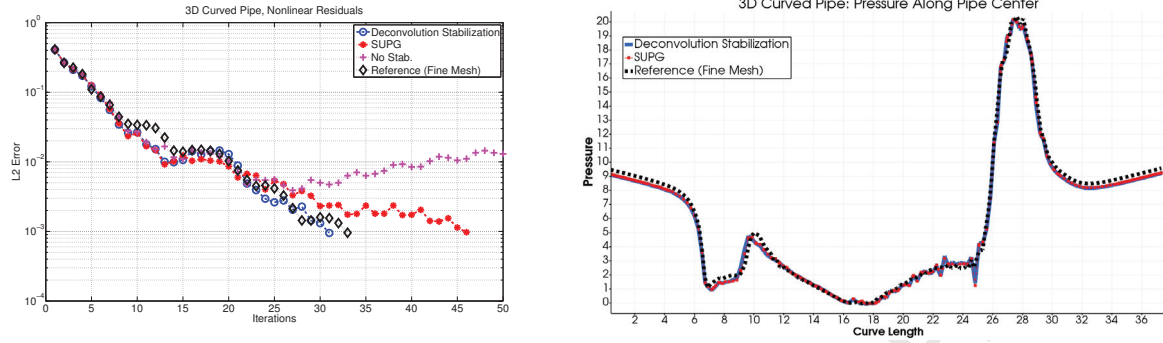 3D Curved Pipe, Nonlinear Residuals
10^0
10^-1
10^-2
10^-3
10^-4
L2 Error
0 5 10 15 20 25 30 35 40 45 50
Iterations
Deconvolution Stabilization
SUPG
No Stab.
Reference (Fine Mesh)
3D Curved Pipe: Pressure Along Pipe Center
20
19
18
17
16
15
14
13
12
11
10
9
8
7
6
5
4
3
2
1
0
Pressure
Deconvolution Stabilization
SUPG
Reference (Fine Mesh)
2 4 6 8 10 12 14 16 18 20 22 24 26 28 30 32 34 36
Curve Length